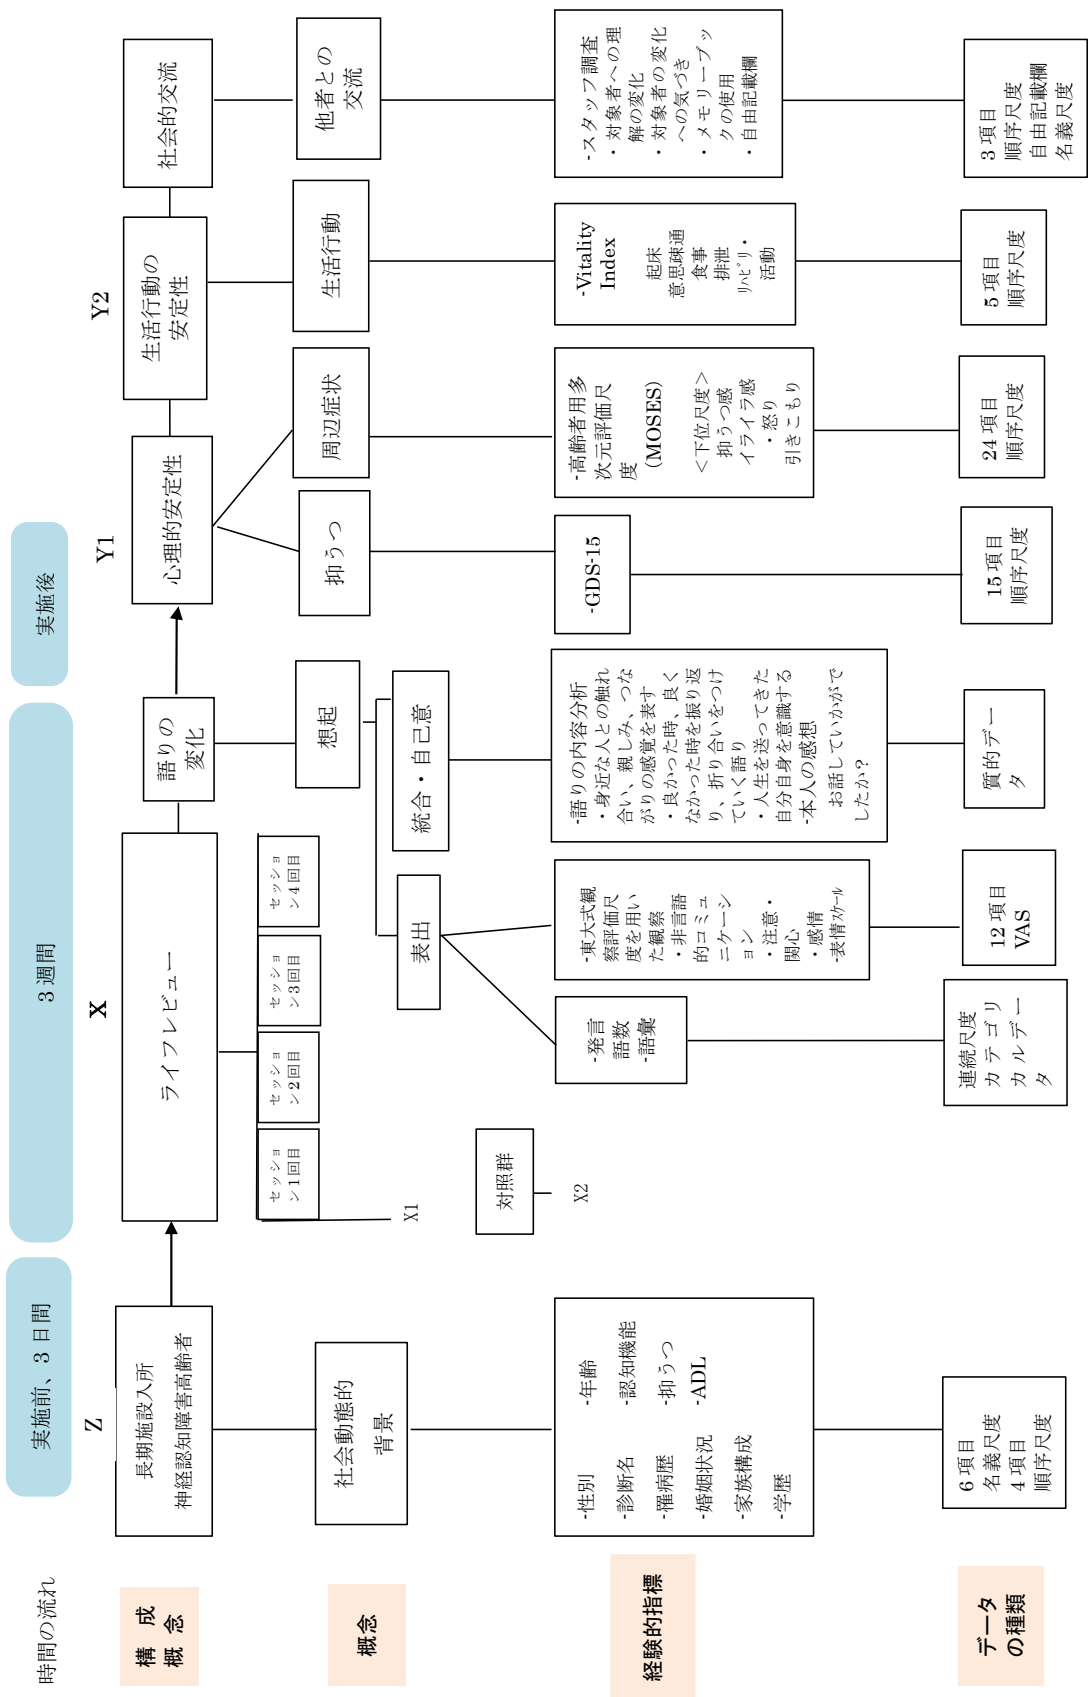 時間の流れ
実施前、3 日間
3 週間
実施後
Z
X
Y1
Y2
構 成
概 念
長期施設入所
神経認知障害高齢者
ライフレビュー
語りの
変化
心理的安定性
生活行動の
安定性
社会的交流
概念
社会動態的
背景
セッショ
ン1回目
セッショ
ン2回目
セッショ
ン3回目
セッショ
ン4回目
X1
対照群
X2
想起
表出
統合・自己意
抑うつ
周辺症状
生活行動
他者との
交流
経験的指標
-性別
-診断名
-罹病歴
-婚姻状況
-家族構成
-学歴
-年齢
-認知機能
-抑うつ
-ADL
-発言
語数
-語彙
-東大式観
察評価尺
度を用い
た観察
・非言語
的コミュ
ニケーシ
ョン
・注意・
関心
・感情
-表情ｽｹｰﾙ
-語りの内容分析
・身近な人との触れ
合い、親しみ、つな
がりの感覚を表す
・良かった時、良く
なかった時を振り返
り、折り合いをつけ
ていく語り
・人生を送ってきた
自分自身を意識する
-本人の感想
お話していかがで
したか？
-GDS-15
-高齢者用多
次元評価尺
度
(MOSES)
＜下位尺度＞
抑うつ感
イライラ感
・怒り
引きこもり
-Vitality
Index
起床
意思疎通
食事
排泄
ﾘﾊﾋﾞﾘ・
活動
-スタッフ調査
・対象者への理
解の変化
・対象者の変化
への気づき
・メモリーブッ
クの使用
・自由記載欄
データ
の種類
6 項目
名義尺度
4 項目
順序尺度
連続尺度
カテゴリ
カルデー
タ
12 項目
VAS
質的デー
タ
15 項目
順序尺度
24 項目
順序尺度
5 項目
順序尺度
3 項目
順序尺度
自由記載欄
名義尺度